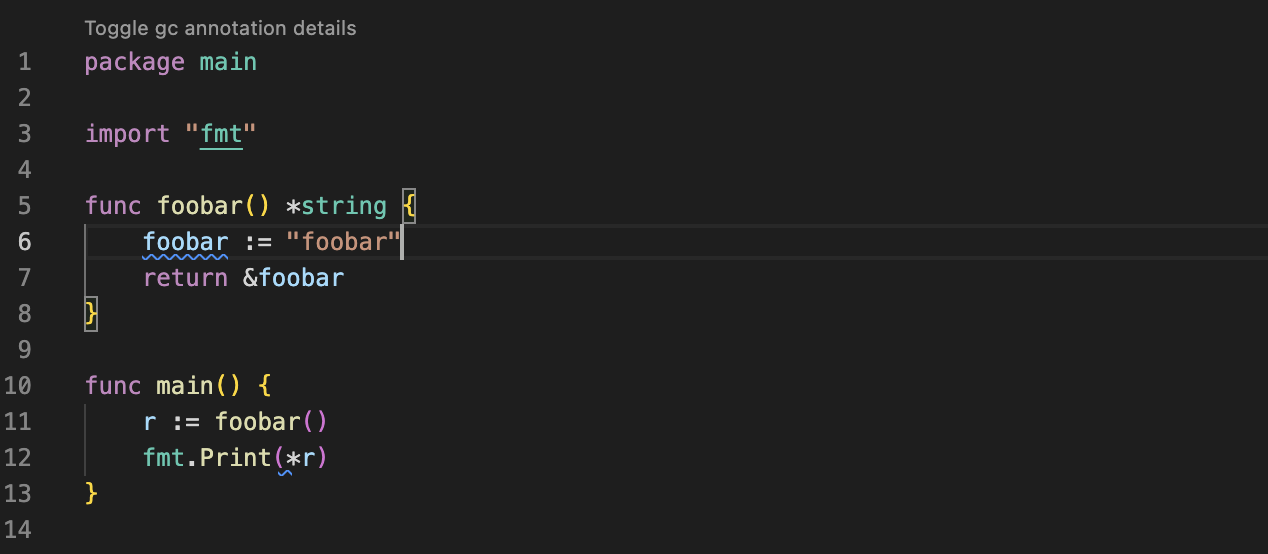 Toggle gc annotation details
1 package main
2
3 import "fmt"
4
5 func foobar() *string {
6     foobar := "foobar"
7     return &foobar
8 }
9
10 func main() {
11     r := foobar()
12     fmt.Print(*r)
13 }
14